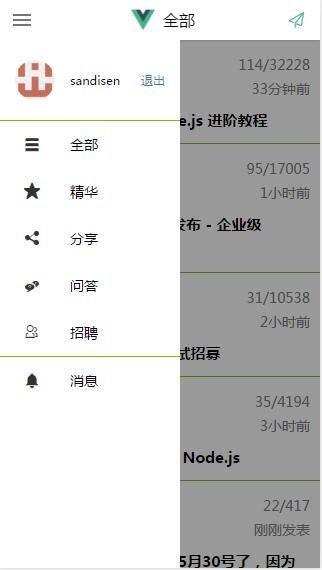 全部
114/32228
33分钟前
sandisen 退出
e.js 进阶教程
全部
95/17005
精华 1小时前
发布 - 企业级
分享
问答
31/10538
2小时前
招聘
试招募
消息
35/4194
3小时前
Node.js
22/417
刚刚发表
5月30号了，因为